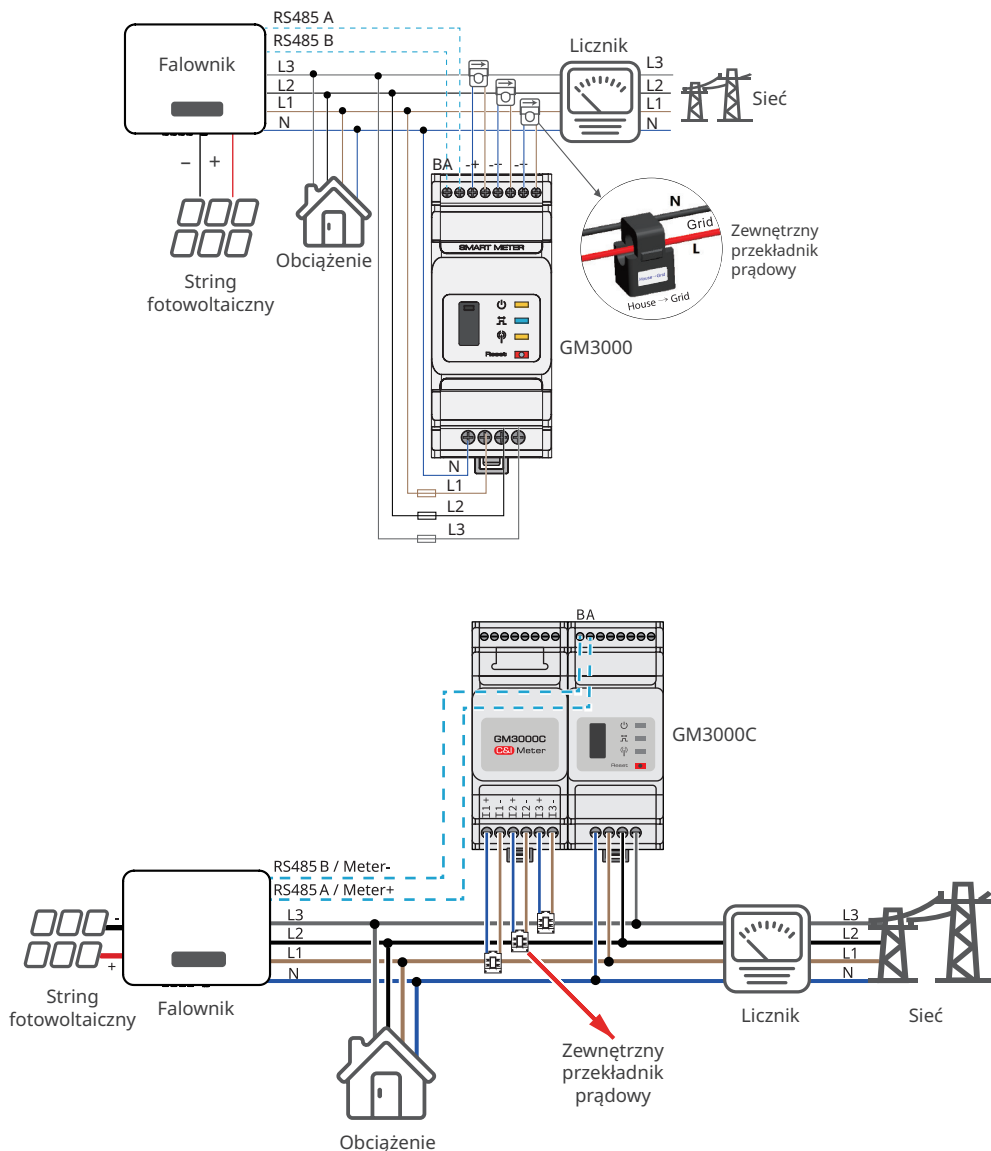 RS485 A
RS485 B
Falownik
L3
L2
L1
N
Licznik
L3
L2
L1
N
Sieć
− +
BA -+ -+ -+
SMART METER
Reset
GM3000
N
Grid
L
House→Grid
House → Grid
Zewnętrzny
przekładnik
prądowy
Obciążenie
String
fotowoltaiczny
N
L1
L2
L3
BA
GM3000C
C&I Meter
Reset
GM3000C
I1+
I1-
I2+
I2-
I3+
I3-
RS485 B / Meter-
RS485 A / Meter+
L3
L2
L1
N
-
+
String
fotowoltaiczny
Falownik
L3
L2
L1
N
Licznik
Sieć
Zewnętrzny
przekładnik
prądowy
Obciążenie